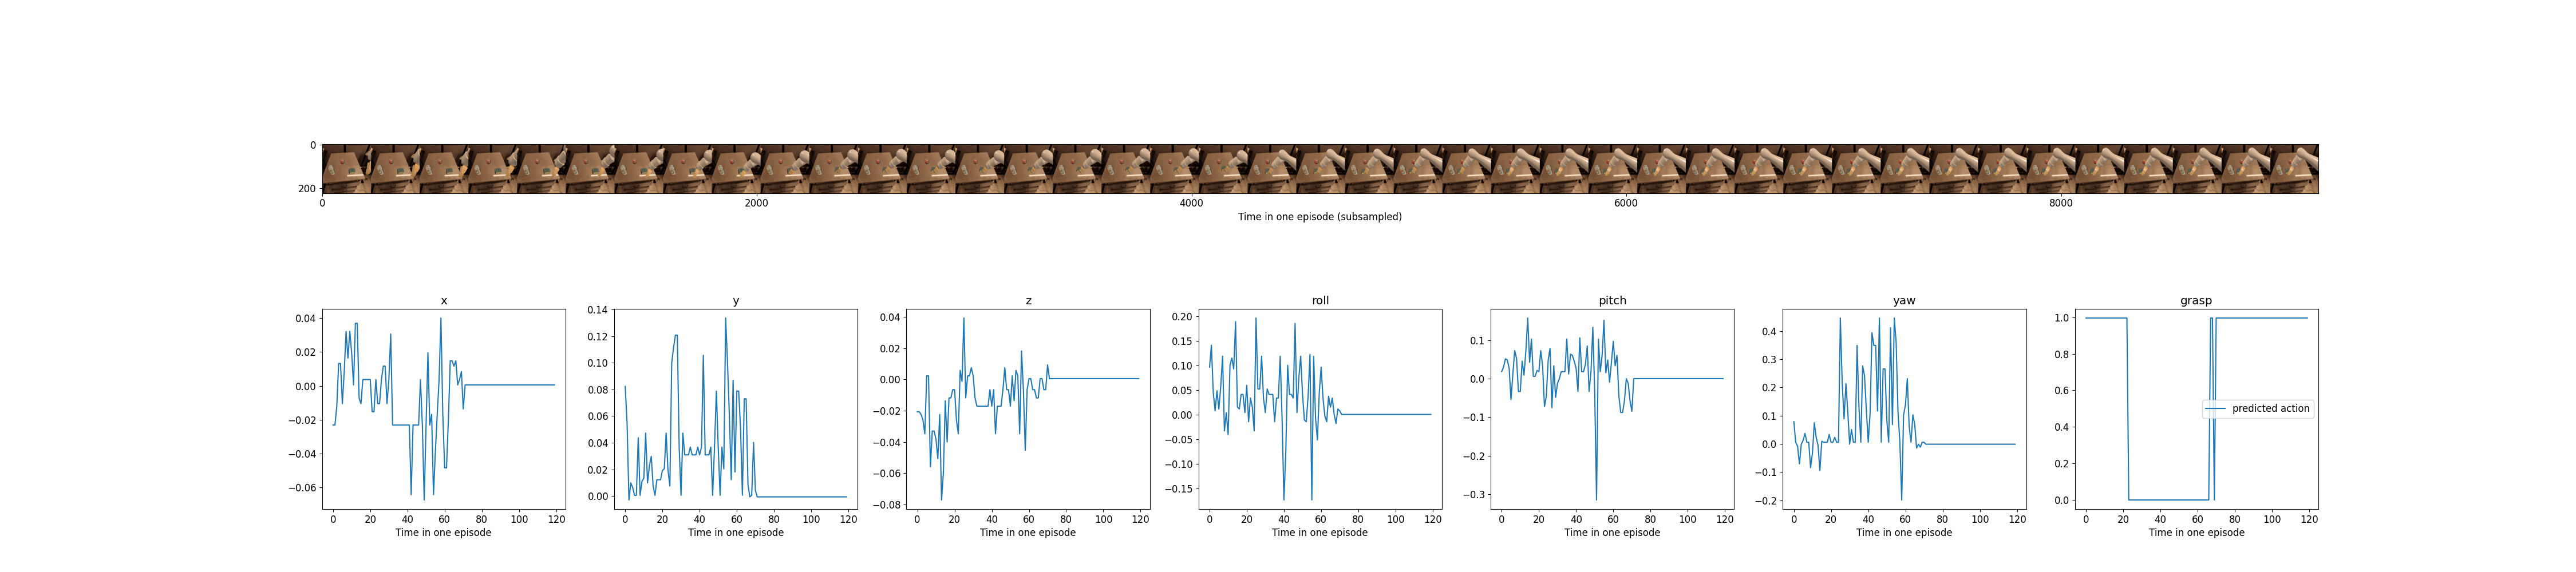 0
200
0 2000 4000 6000 8000
Time in one episode (subsampled)
x
0.04
0.02
0.00
−0.02
−0.04
−0.06
0 20 40 60 80 100 120
Time in one episode
y
0.14
0.12
0.10
0.08
0.06
0.04
0.02
0.00
0 20 40 60 80 100 120
Time in one episode
z
0.04
0.02
0.00
−0.02
−0.04
−0.06
−0.08
0 20 40 60 80 100 120
Time in one episode
roll
0.20
0.15
0.10
0.05
0.00
−0.05
−0.10
−0.15
0 20 40 60 80 100 120
Time in one episode
pitch
0.1
0.0
−0.1
−0.2
−0.3
0 20 40 60 80 100 120
Time in one episode
yaw
0.4
0.3
0.2
0.1
0.0
−0.1
−0.2
0 20 40 60 80 100 120
Time in one episode
grasp
1.0
0.8
0.6
0.4
0.2
0.0
predicted action
0 20 40 60 80 100 120
Time in one episode